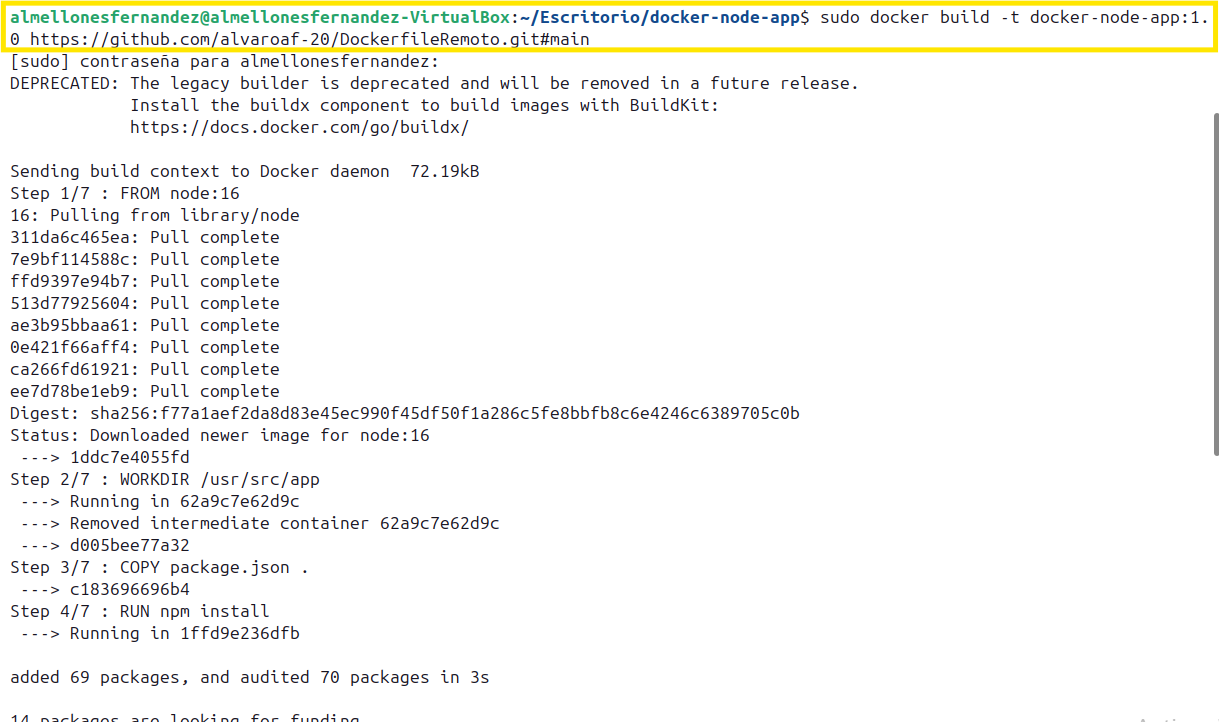 almellonesfernandez@almellonesfernandez-VirtualBox:~/Escritorio/docker-node-app$ sudo docker build -t docker-node-app:1.
0 https://github.com/alvaroaf-20/DockerfileRemoto.git#main
[sudo] contraseña para almellonesfernandez:
DEPRECATED: The legacy builder is deprecated and will be removed in a future release.
            Install the buildx component to build images with BuildKit:
            https://docs.docker.com/go/buildx/

Sending build context to Docker daemon  72.19kB
Step 1/7 : FROM node:16
16: Pulling from library/node
311da6c465ea: Pull complete
7e9bf114588c: Pull complete
ffd9397e94b7: Pull complete
513d77925604: Pull complete
ae3b95bbaa61: Pull complete
0e421f66aff4: Pull complete
ca266fd61921: Pull complete
ee7d78be1eb9: Pull complete
Digest: sha256:f77a1aef2da8d83e45ec990f45df50f1a286c5fe8bbfb8c6e4246c6389705c0b
Status: Downloaded newer image for node:16
 ---> 1ddc7e4055fd
Step 2/7 : WORKDIR /usr/src/app
 ---> Running in 62a9c7e62d9c
 ---> Removed intermediate container 62a9c7e62d9c
 ---> d005bee77a32
Step 3/7 : COPY package.json .
 ---> c183696696b4
Step 4/7 : RUN npm install
 ---> Running in 1ffd9e236dfb

added 69 packages, and audited 70 packages in 3s

14 packages are looking for funding